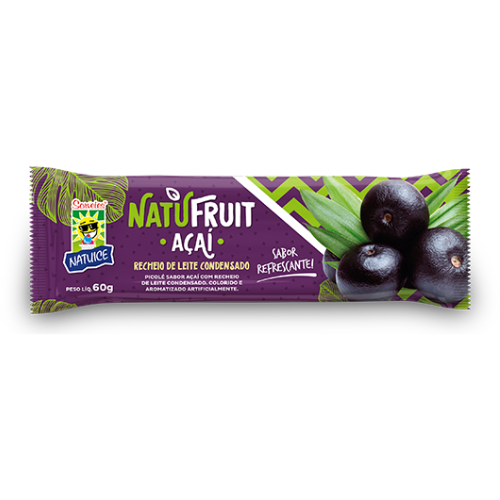 Sorvetes
NATUICE
PESO LÍQ. 60g
NATUFRUIT
• AÇAÍ •
RECHEIO DE LEITE CONDENSADO
PICOLÉ SABOR AÇAÍ COM RECHEIO
DE LEITE CONDENSADO. COLORIDO E
AROMATIZADO ARTIFICIALMENTE.
SABOR
REFRESCANTE!